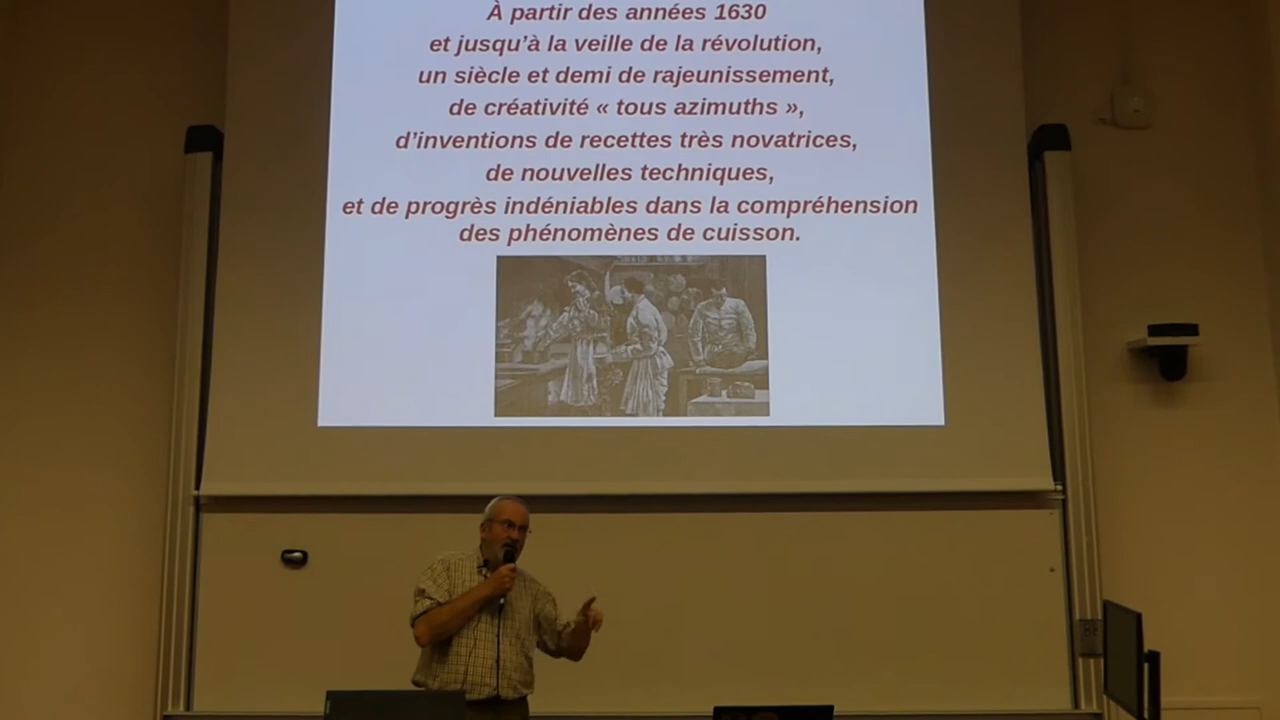 À partir des années 1630
et jusqu’à la veille de la révolution,
un siècle et demi de rajeunissement,
de créativité « tous azimuths »,
d’inventions de recettes très novatrices,
de nouvelles techniques,
et de progrès indéniables dans la compréhension
des phénomènes de cuisson.